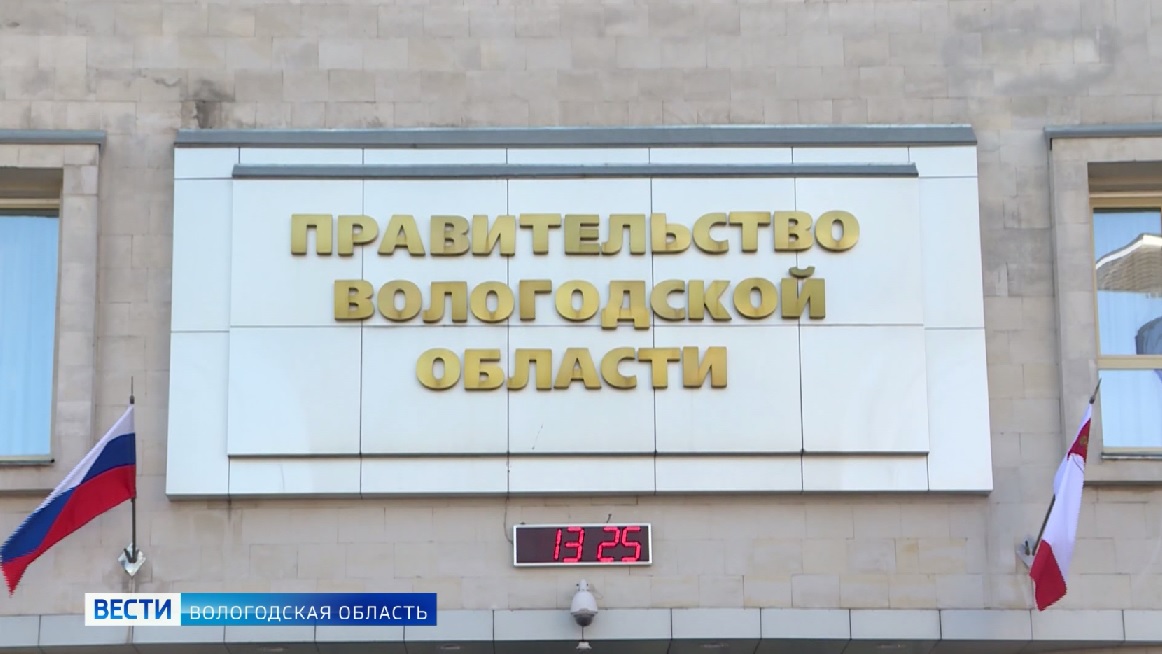 ПРАВИТЕЛЬСТВО
ВОЛОГОДСКОЙ
ОБЛАСТИ
13 25
ВЕСТИ ВОЛОГОДСКАЯ ОБЛАСТЬ